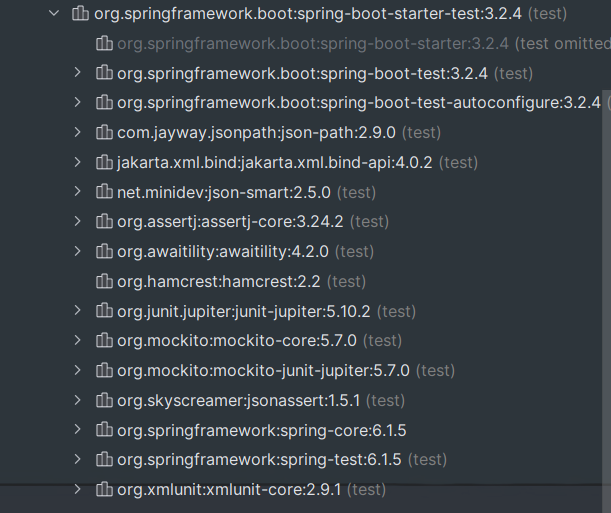 org.springframework.boot:spring-boot-starter-test:3.2.4 (test)
org.springframework.boot:spring-boot-starter:3.2.4 (test omitted
org.springframework.boot:spring-boot-test:3.2.4 (test)
org.springframework.boot:spring-boot-test-autoconfigure:3.2.4 (
com.jayway.jsonpath:json-path:2.9.0 (test)
jakarta.xml.bind:jakarta.xml.bind-api:4.0.2 (test)
net.minidev:json-smart:2.5.0 (test)
org.assertj:assertj-core:3.24.2 (test)
org.awaitility:awaitility:4.2.0 (test)
org.hamcrest:hamcrest:2.2 (test)
org.junit.jupiter:junit-jupiter:5.10.2 (test)
org.mockito:mockito-core:5.7.0 (test)
org.mockito:mockito-junit-jupiter:5.7.0 (test)
org.skyscreamer:jsonassert:1.5.1 (test)
org.springframework:spring-core:6.1.5
org.springframework:spring-test:6.1.5 (test)
org.xmlunit:xmlunit-core:2.9.1 (test)